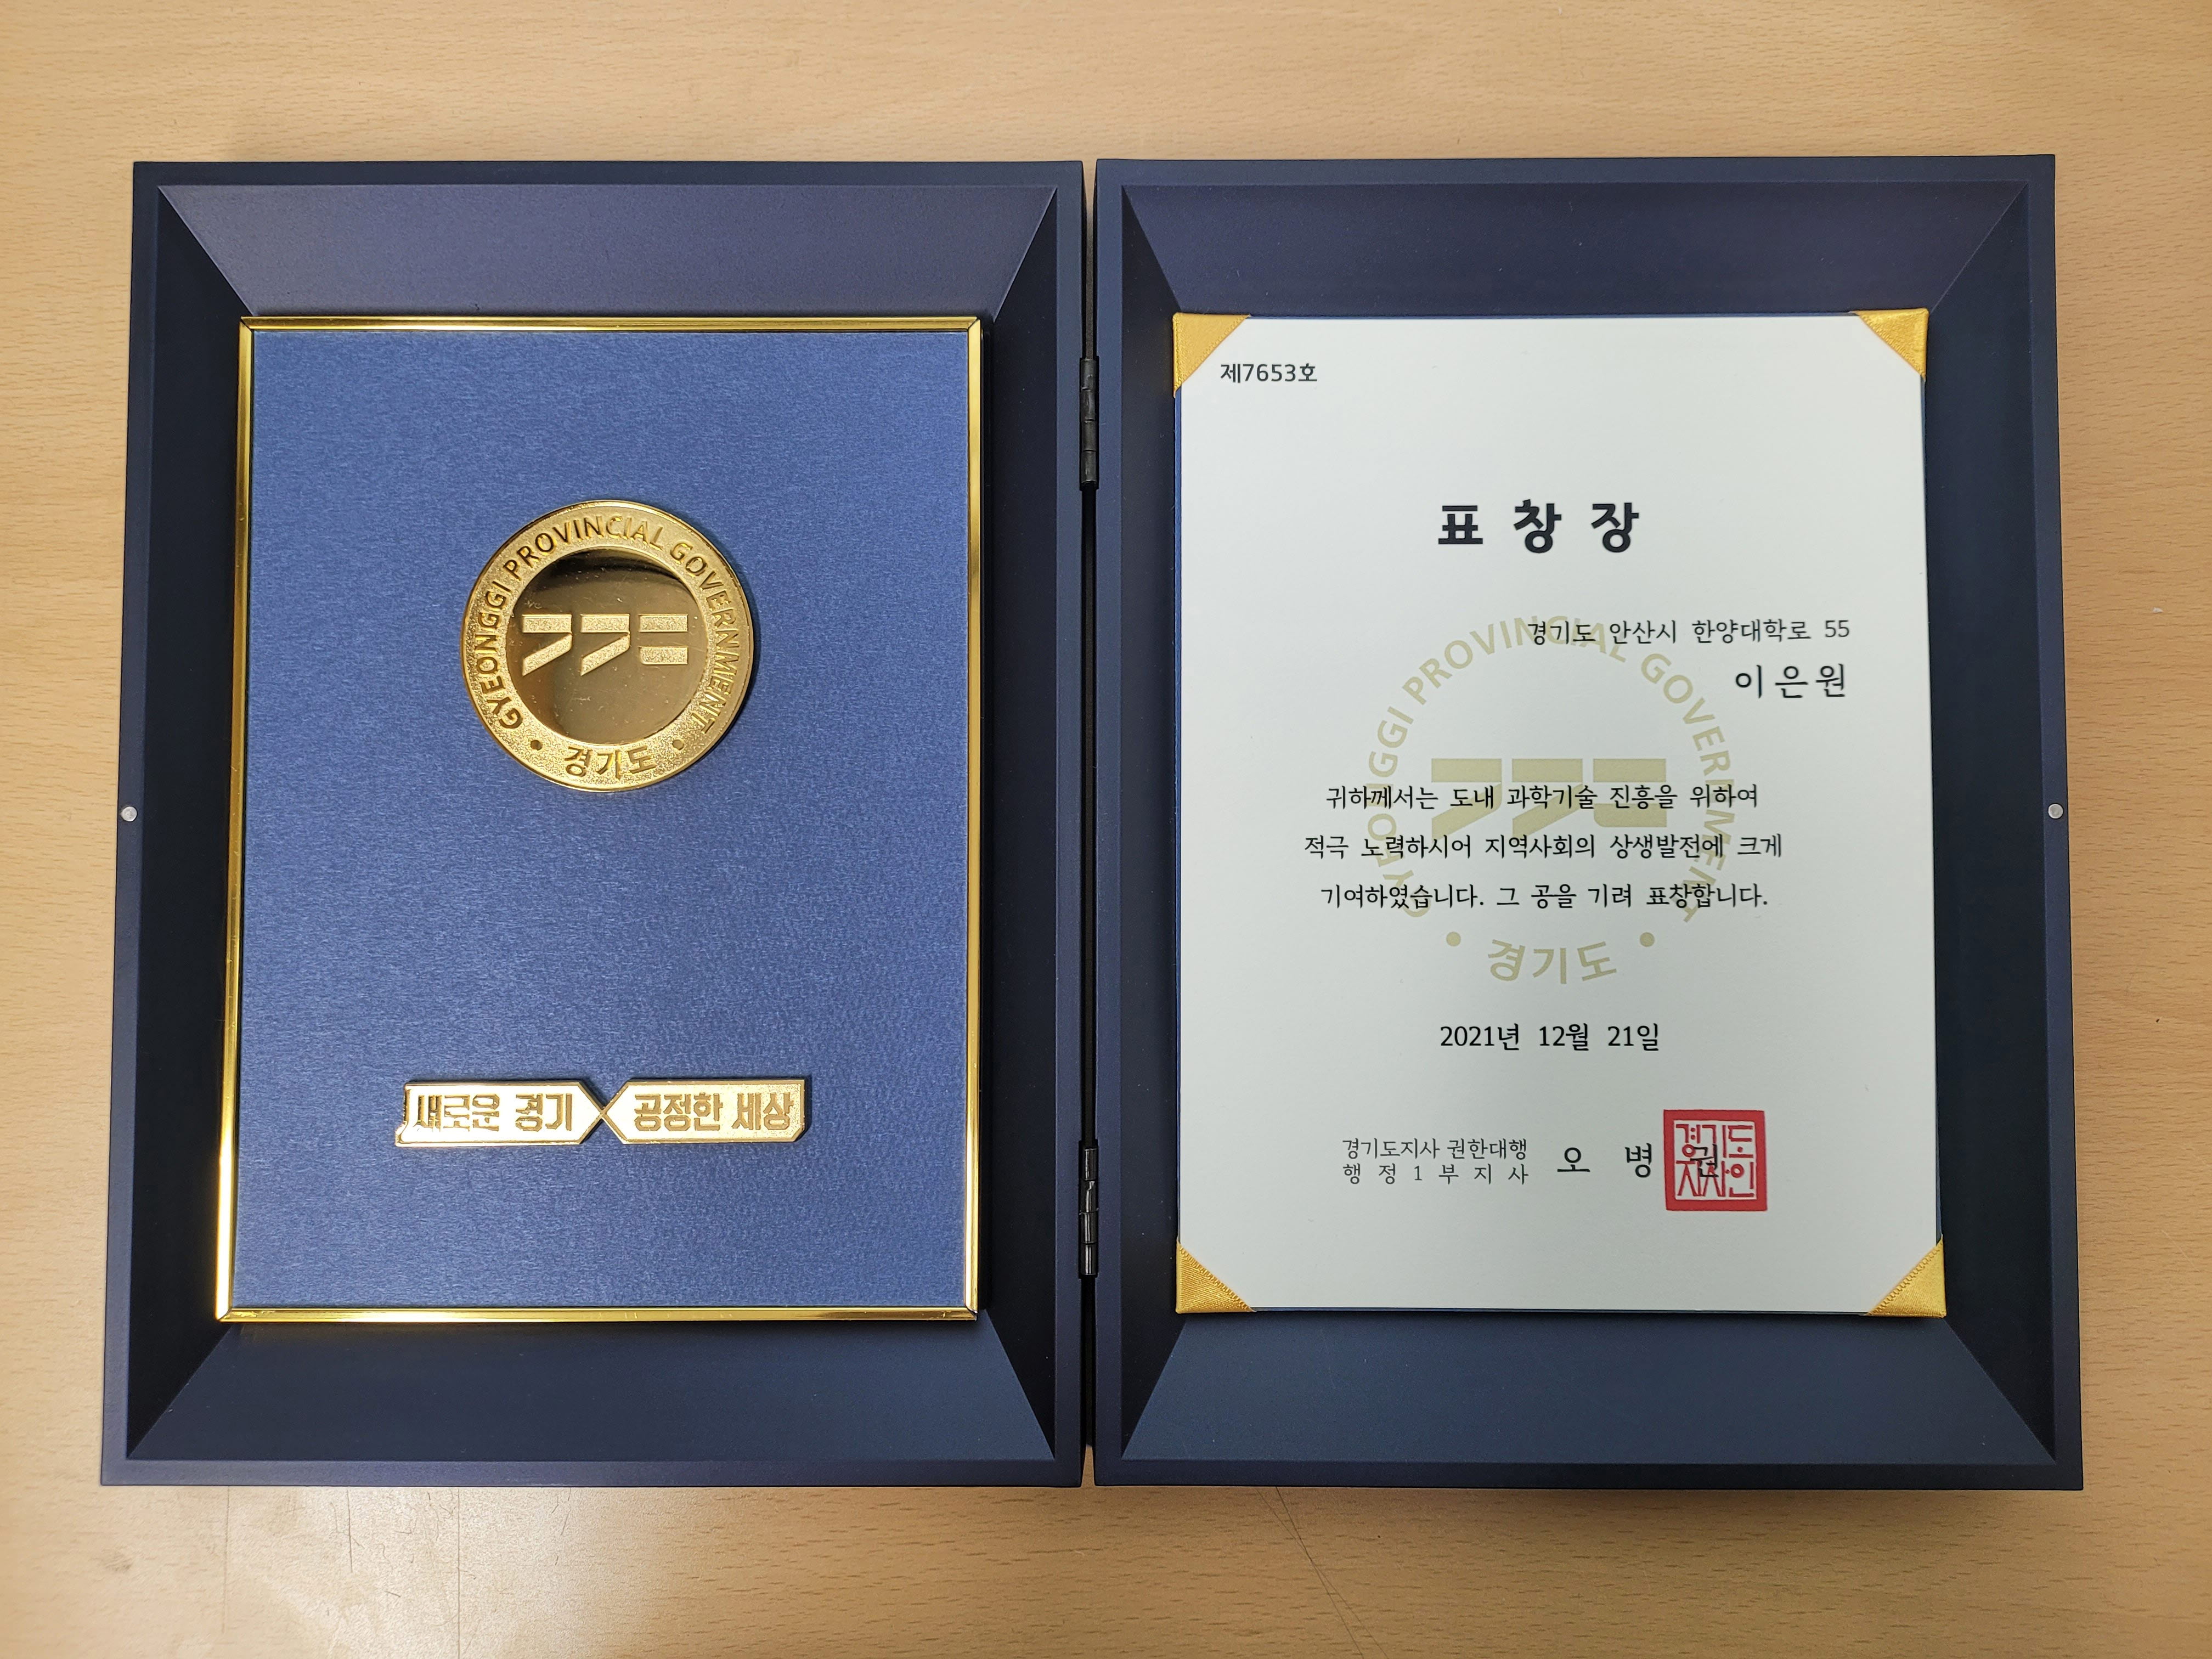 GYEONGGI PROVINCIAL GOVERNMENT
경기도
새로운 경기 공정한 세상
제7653호
표 창 장
경기도 안산시 한양대학로 55
이은원
귀하께서는 도내 과학기술 진흥을 위하여
적극 노력하시어 지역사회의 상생발전에 크게
기여하였습니다. 그 공을 기려 표창합니다.
GYEONGGI PROVINCIAL GOVERNMENT
경기도
2021년 12월 21일
경기도지사 권한대행
행 정 1 부 지 사 오 병 권
경기도
지사인